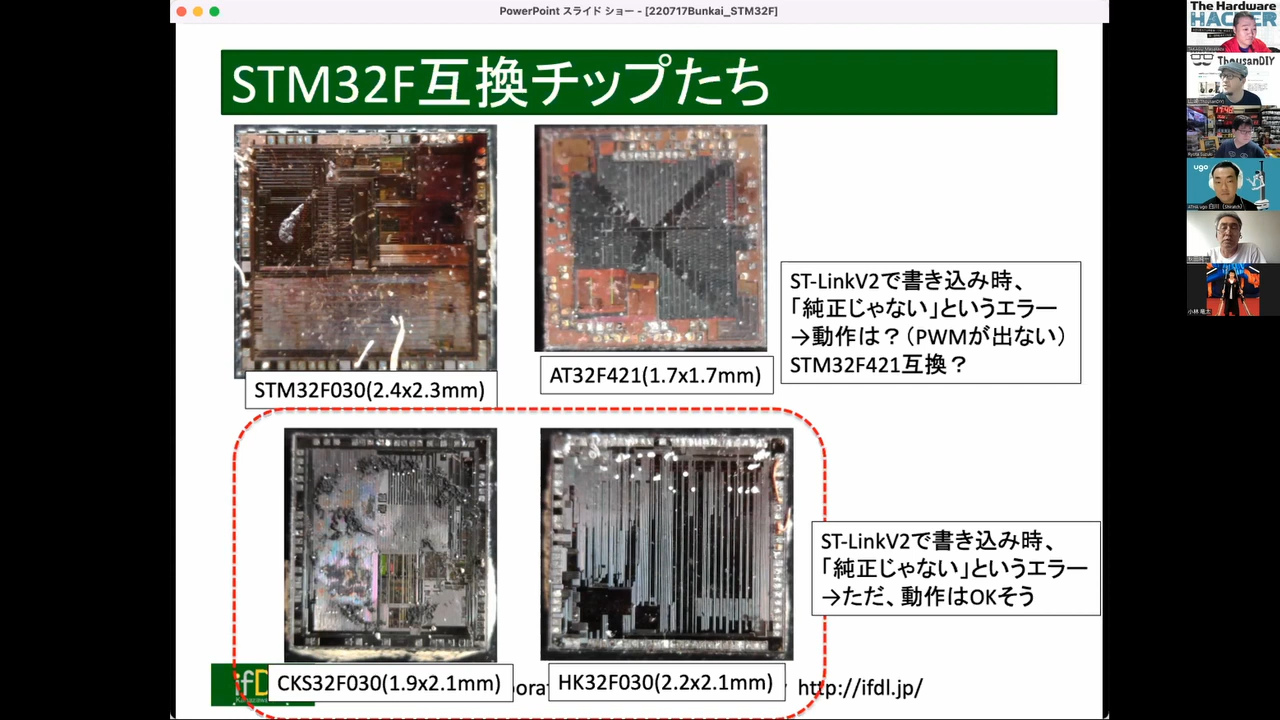 PowerPoint スライド ショー - [220717Bunkai_STM32F]
STM32F互換チップたち
STM32F030(2.4x2.3mm)
AT32F421(1.7x1.7mm)
ST-LinkV2で書き込み時、
「純正じゃない」というエラー
→動作は？（PWMが出ない）
STM32F421互換？
CKS32F030(1.9x2.1mm)
HK32F030(2.2x2.1mm)
ST-LinkV2で書き込み時、
「純正じゃない」というエラー
→ただ、動作はOKそう
ifD
http://ifdl.jp/
The Hardware
HACKER
ThousanDIY
ugo